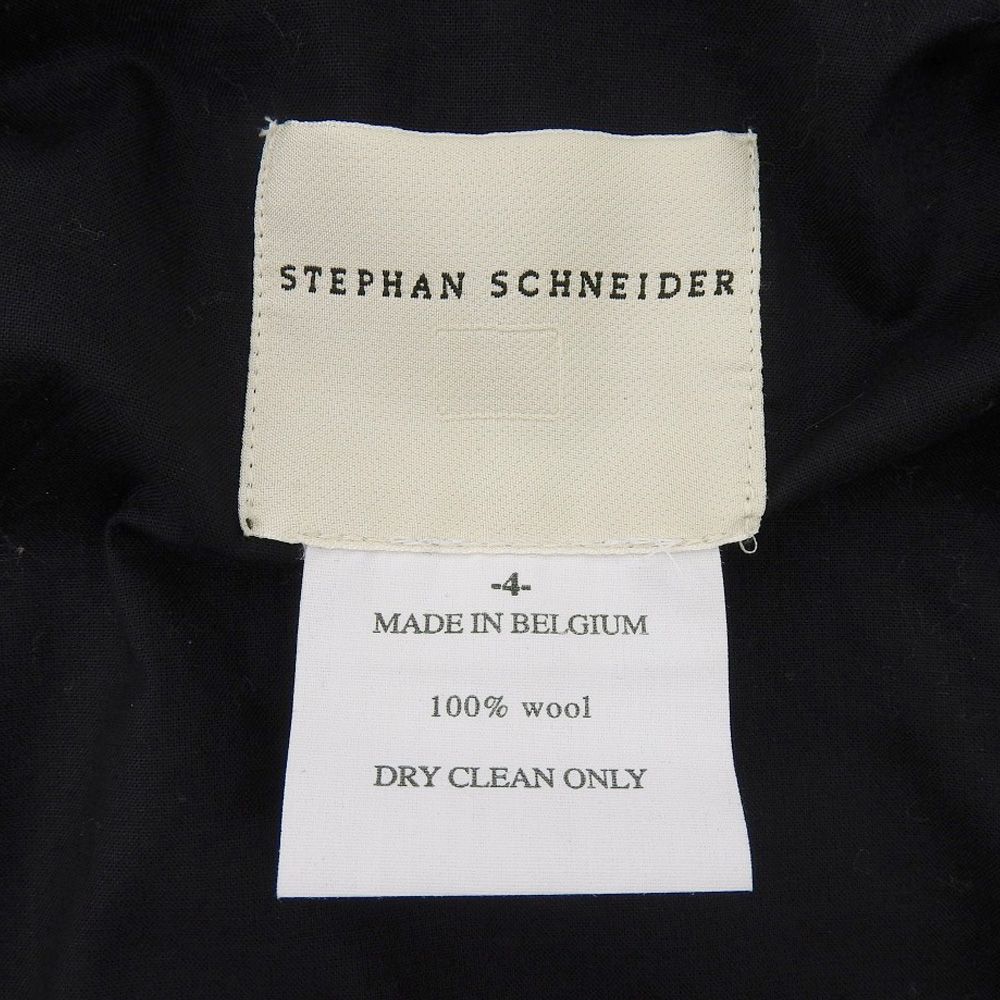 STEPHAN SCHNEIDER
-4-
MADE IN BELGIUM
100% wool
DRY CLEAN ONLY